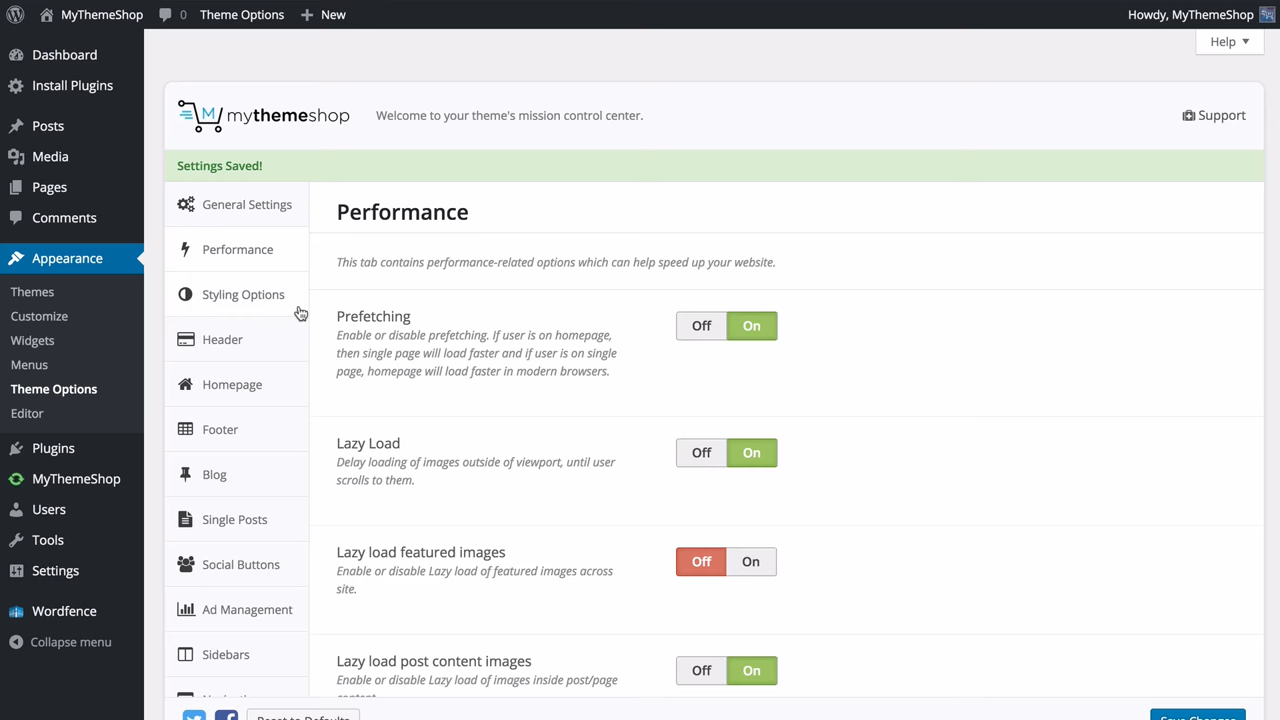 MyThemeShop
0
Theme Options
New
Howdy, MyThemeShop
Help
Dashboard
Install Plugins
Posts
Media
Pages
Comments
Appearance
Themes
Customize
Widgets
Menus
Theme Options
Editor
Plugins
MyThemeShop
Users
Tools
Settings
Wordfence
Collapse menu
M mythemeshop
Welcome to your theme's mission control center.
Support
Settings Saved!
General Settings
Performance
Styling Options
Header
Homepage
Footer
Blog
Single Posts
Social Buttons
Ad Management
Sidebars
Performance
This tab contains performance-related options which can help speed up your website.
Prefetching
Enable or disable prefetching. If user is on homepage,
then single page will load faster and if user is on single
page, homepage will load faster in modern browsers.
Off On
Lazy Load
Delay loading of images outside of viewport, until user
scrolls to them.
Off On
Lazy load featured images
Enable or disable Lazy load of featured images across
site.
Off On
Lazy load post content images
Enable or disable Lazy load of images inside post/page
content.
Off On
Reset to Defaults
Save Changes